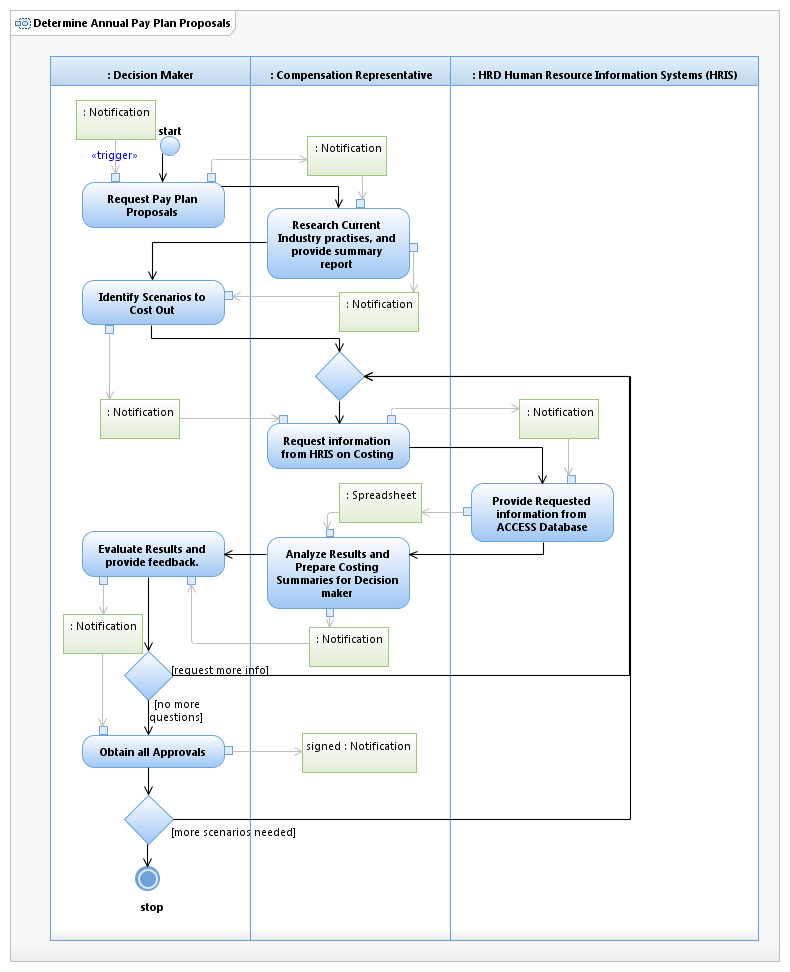 Determine Annual Pay Plan Proposals
: Decision Maker
: Compensation Representative
: HRD Human Resource Information Systems (HRIS)
: Notification
start
«trigger»
: Notification
Request Pay Plan
Proposals
Research Current
Industry practises, and
provide summary
report
Identify Scenarios to
Cost Out
: Notification
: Notification
: Notification
Request information
from HRIS on Costing
: Spreadsheet
Provide Requested
information from
ACCESS Database
Evaluate Results and
provide feedback.
Analyze Results and
Prepare Costing
Summaries for Decision
maker
: Notification
: Notification
[request more info]
[no more
questions]
Obtain all Approvals
signed : Notification
[more scenarios needed]
stop